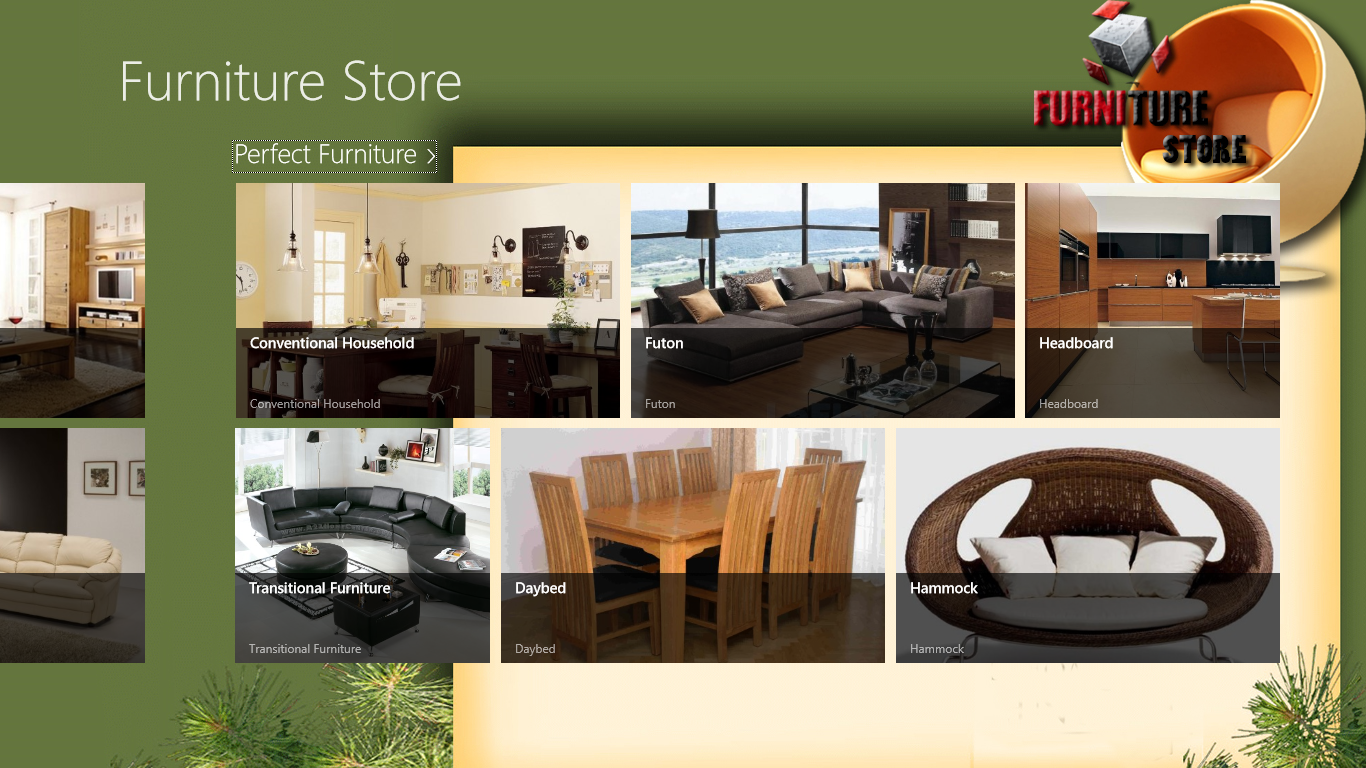 Furniture Store
FURNITURE
STORE
Perfect Furniture >
Conventional Household
Conventional Household
Futon
Futon
Headboard
Headboard
Transitional Furniture
Transitional Furniture
Daybed
Daybed
Hammock
Hammock